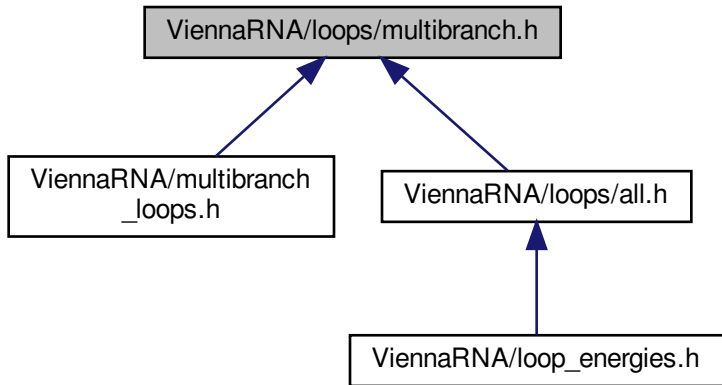 ViennaRNA/loops/multibranch.h
ViennaRNA/multibranch
_loops.h
ViennaRNA/loops/all.h
ViennaRNA/loop_energies.h